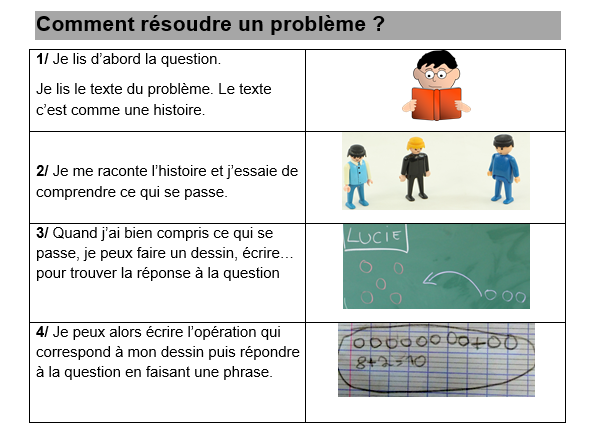 Comment résoudre un problème ?
1/ Je lis d’abord la question.
Je lis le texte du problème. Le texte
c’est comme une histoire.
2/ Je me raconte l’histoire et j’essaie de
comprendre ce qui se passe.
3/ Quand j’ai bien compris ce qui se
passe, je peux faire un dessin, écrire…
pour trouver la réponse à la question
LUCIE
4/ Je peux alors écrire l’opération qui
correspond à mon dessin puis répondre
à la question en faisant une phrase.
8+2=10